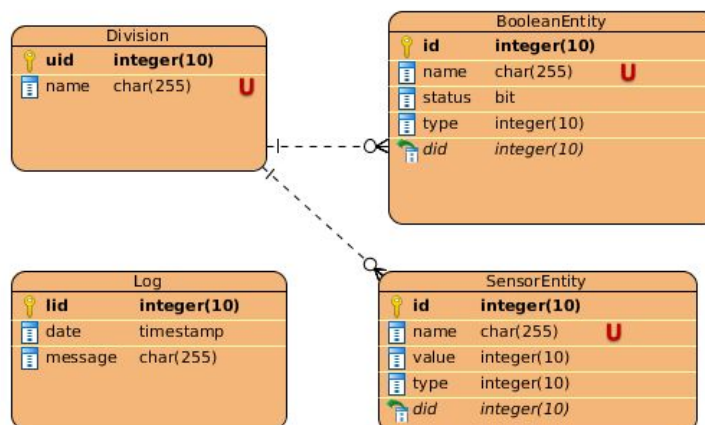 Division
uid integer(10)
name char(255) U
BooleanEntity
id integer(10)
name char(255) U
status bit
type integer(10)
did integer(10)
Log
lid integer(10)
date timestamp
message char(255)
SensorEntity
id integer(10)
name char(255) U
value integer(10)
type integer(10)
did integer(10)